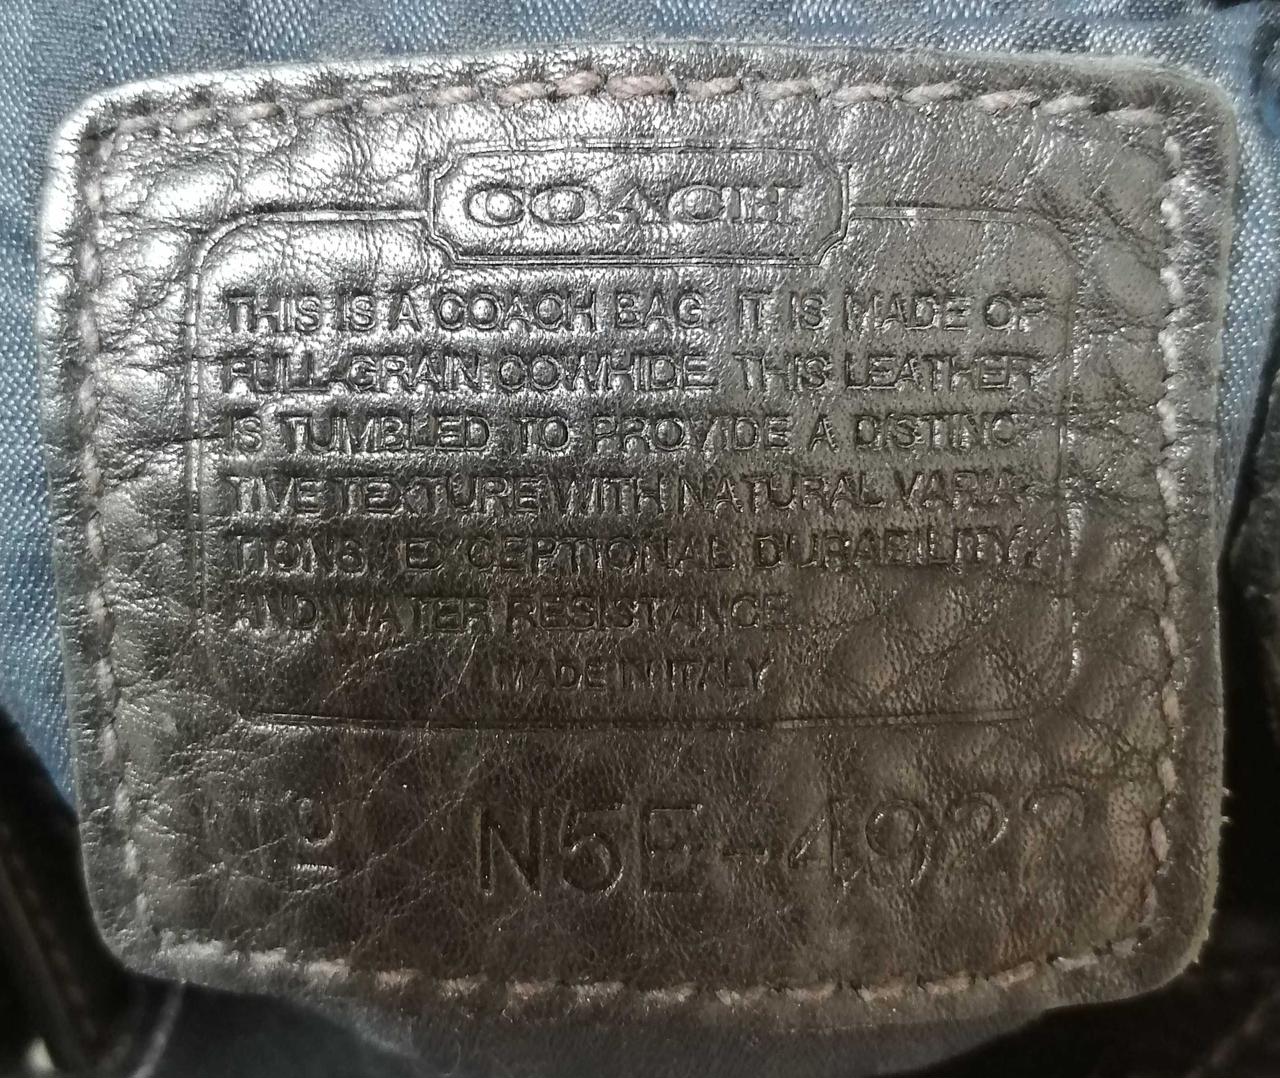 COACH
THIS IS A COACH BAG. IT IS MADE OF
FULL-GRAIN COWHIDE. THIS LEATHER
IS TUMBLED TO PROVIDE A DISTINC-
TIVE TEXTURE WITH NATURAL VARIA-
TIONS, EXCEPTIONAL DURABILITY,
AND WATER RESISTANCE.
MADE IN ITALY
No N5E-4922